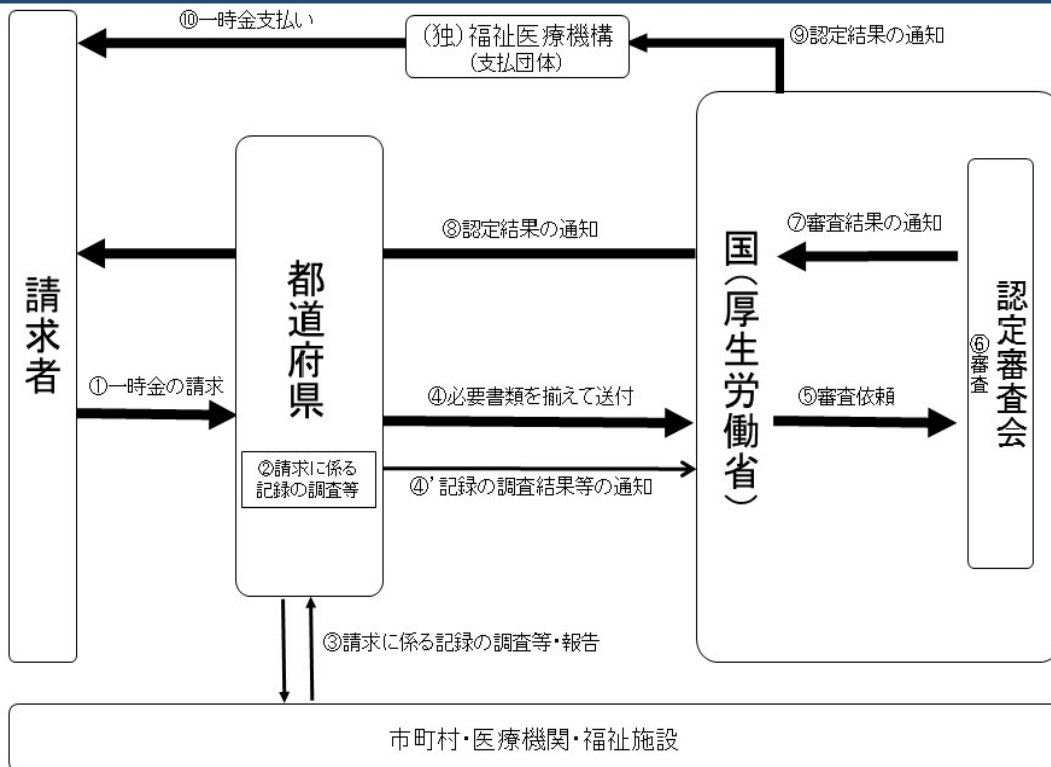 ⑩一時金支払い
(独)福祉医療機構
(支払団体)
⑨認定結果の通知
⑧認定結果の通知
⑦審査結果の通知
請求者
都道府県
国(厚生労働省)
認定審査会
⑥審査
①一時金の請求
④必要書類を揃えて送付
⑤審査依頼
②請求に係る
記録の調査等
④’記録の調査結果等の通知
③請求に係る記録の調査等・報告
市町村・医療機関・福祉施設